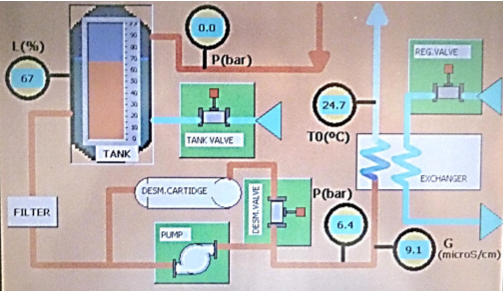 L(%)
67
100
90
80
70
60
50
40
30
20
10
0
TANK
0.0
P(bar)
TANK VALVE
24.7
T0(ºC)
REG.VALVE
EXCHANGER
FILTER
DESM.CARTIDGE
DESM.VALVE
PUMP
P(bar)
6.4
9.1
G
(microS/cm)